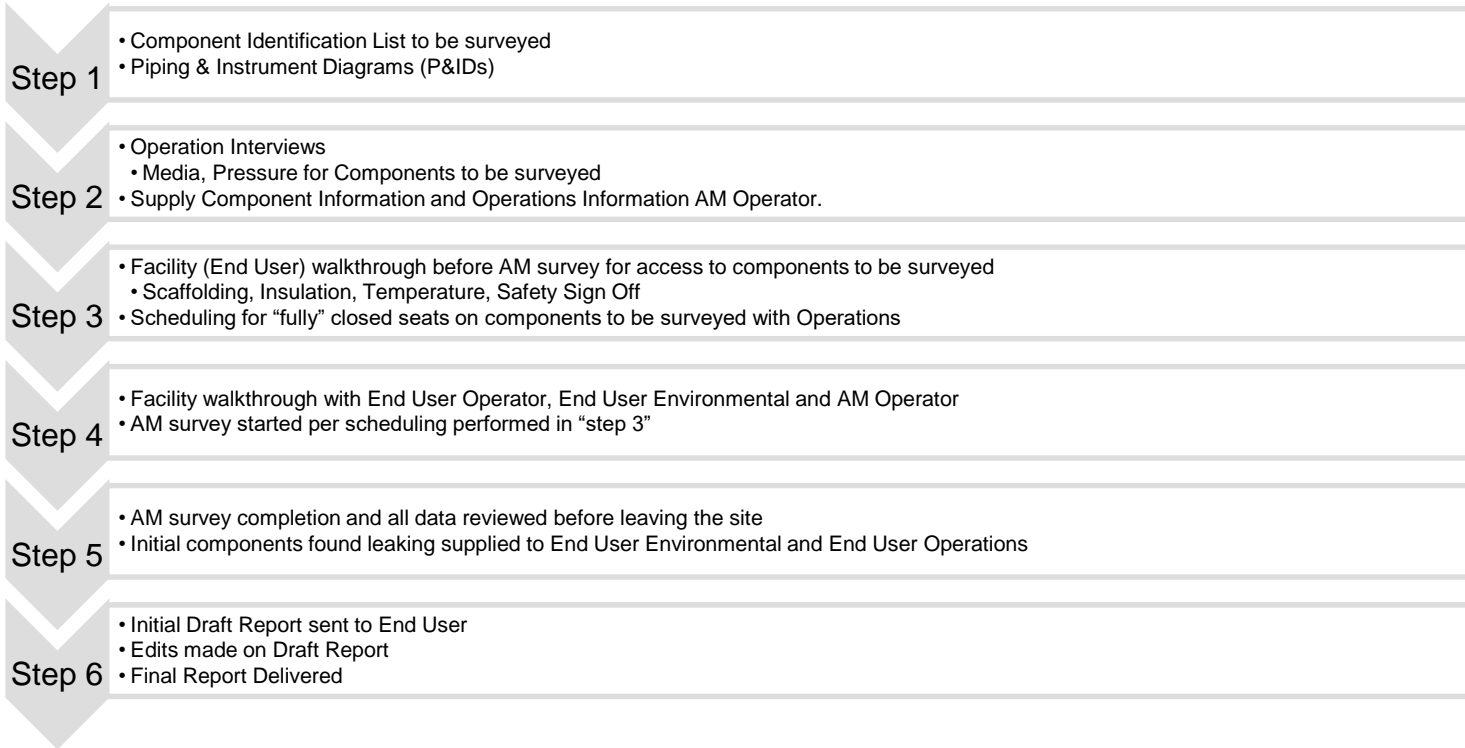 Step 1
• Component Identification List to be surveyed
• Piping & Instrument Diagrams (P&IDs)
Step 2
• Operation Interviews
• Media, Pressure for Components to be surveyed
• Supply Component Information and Operations Information AM Operator.
Step 3
• Facility (End User) walkthrough before AM survey for access to components to be surveyed
• Scaffolding, Insulation, Temperature, Safety Sign Off
• Scheduling for “fully” closed seats on components to be surveyed with Operations
Step 4
• Facility walkthrough with End User Operator, End User Environmental and AM Operator
• AM survey started per scheduling performed in “step 3”
Step 5
• AM survey completion and all data reviewed before leaving the site
• Initial components found leaking supplied to End User Environmental and End User Operations
Step 6
• Initial Draft Report sent to End User
• Edits made on Draft Report
• Final Report Delivered